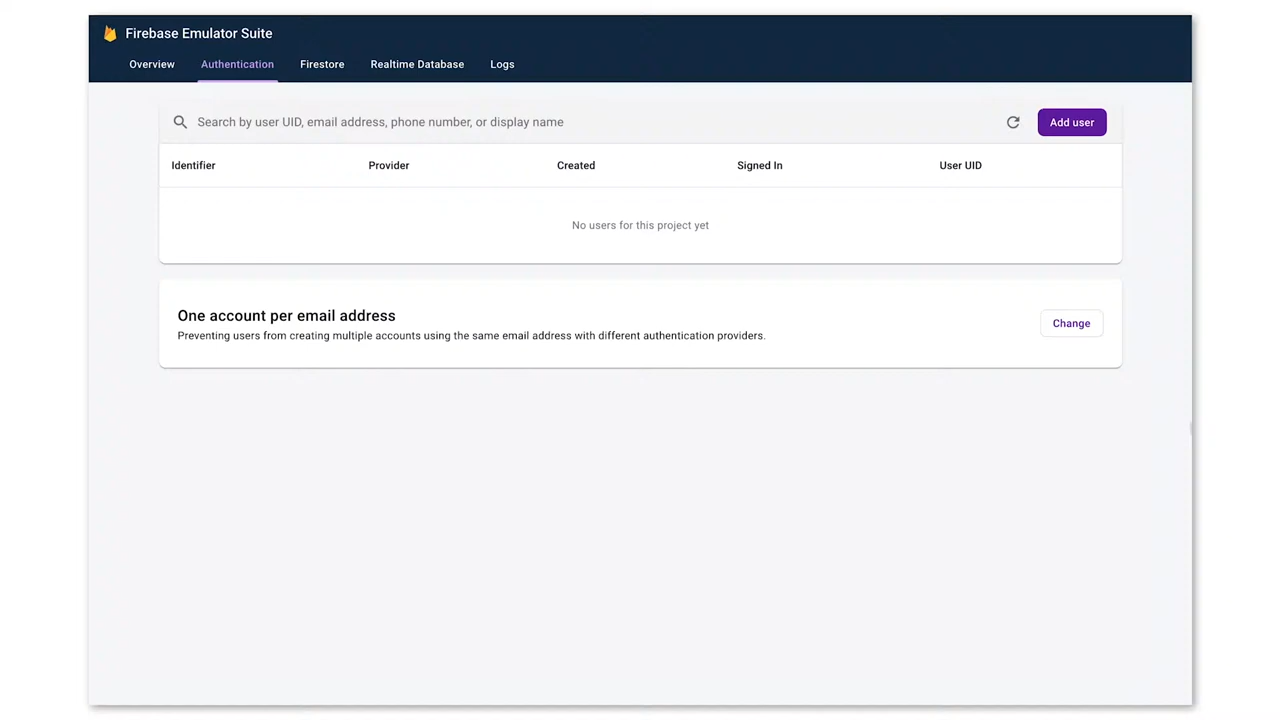 Firebase Emulator Suite
Overview Authentication Firestore Realtime Database Logs
Search by user UID, email address, phone number, or display name Add user
Identifier Provider Created Signed In User UID
No users for this project yet
One account per email address
Preventing users from creating multiple accounts using the same email address with different authentication providers.
Change